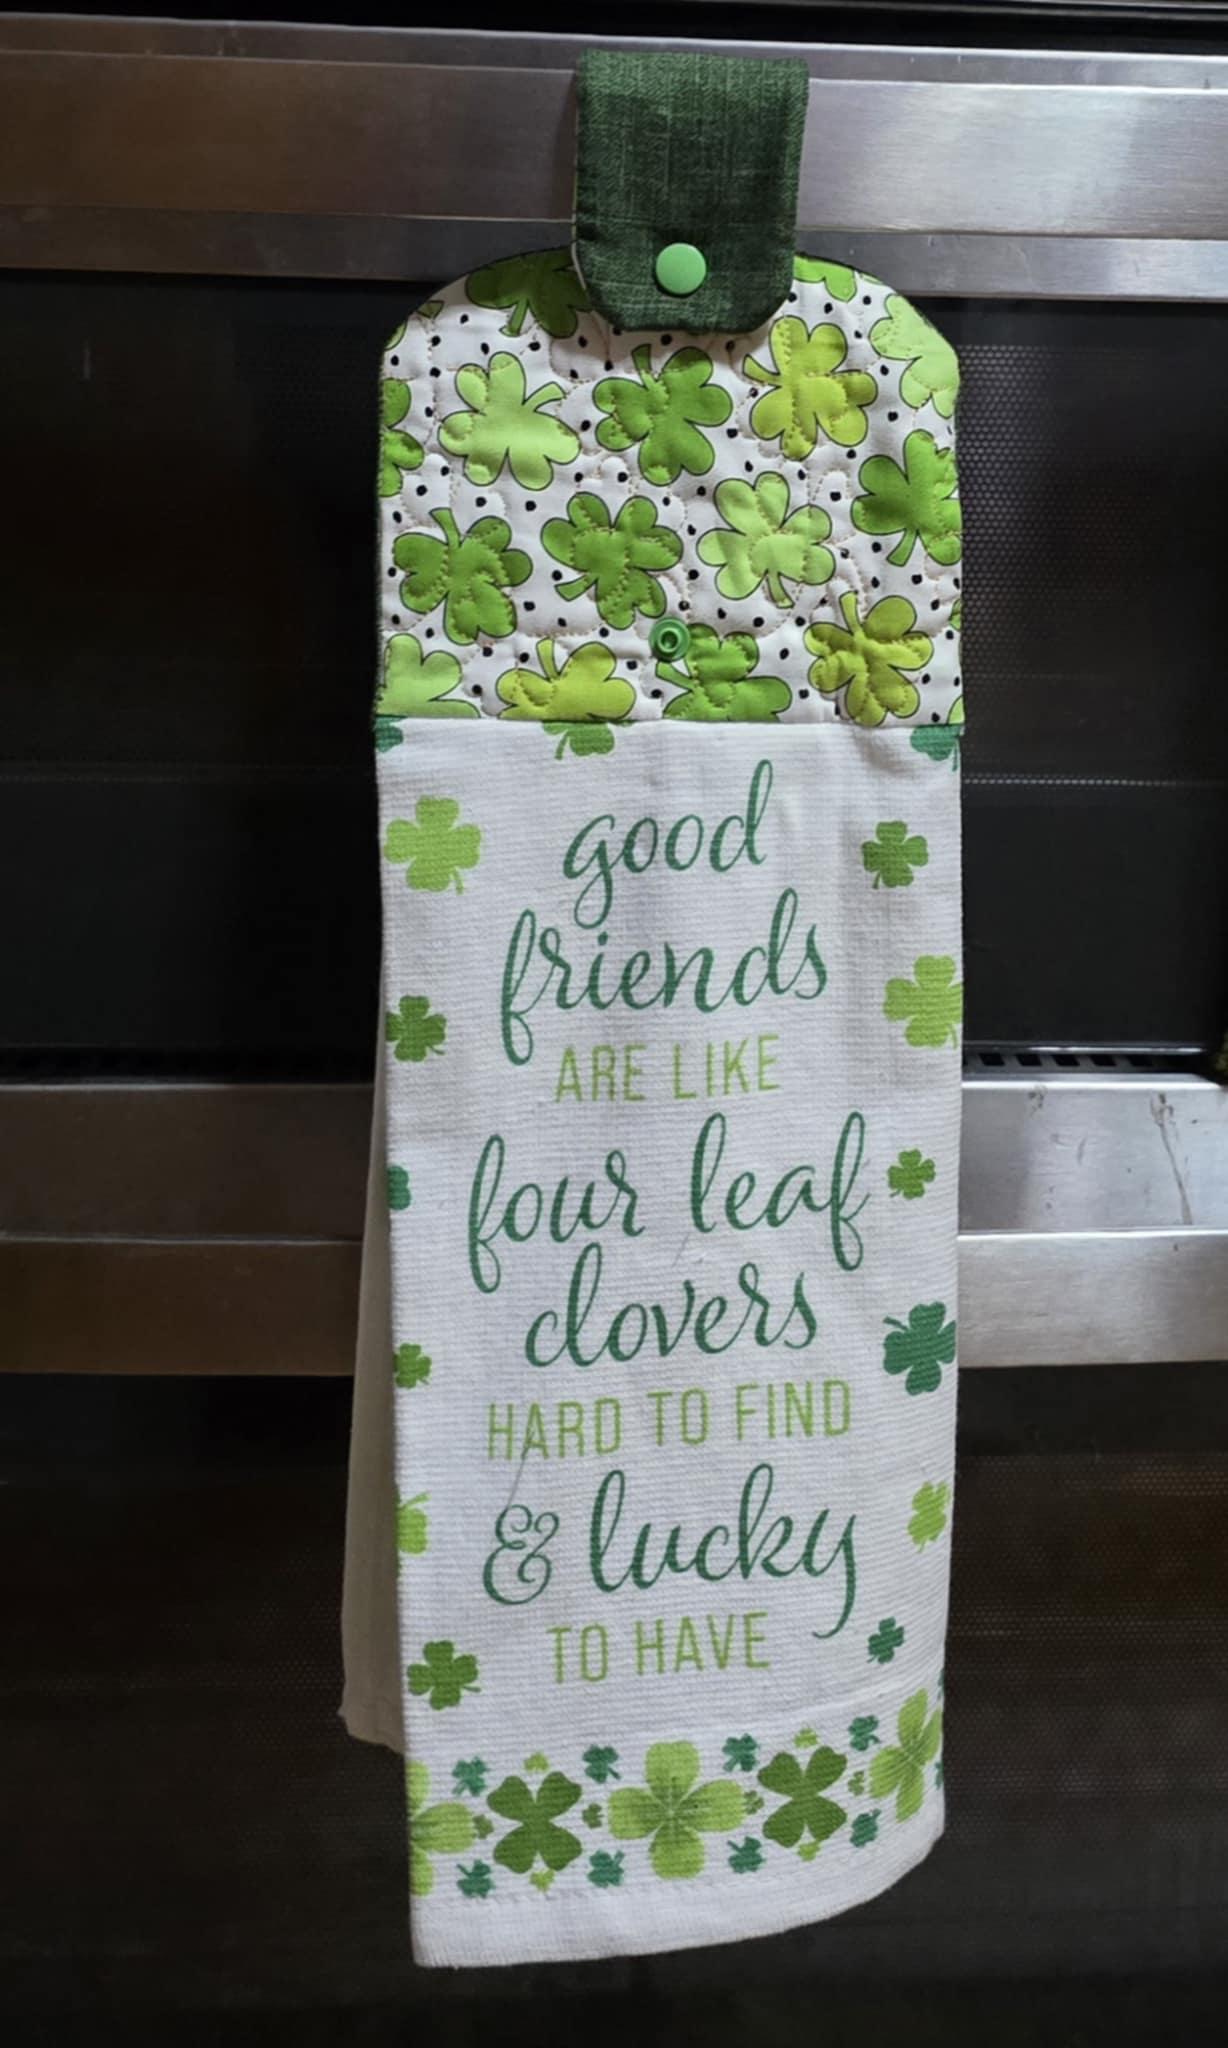 good
friends
ARE LIKE
four leaf
clovers
HARD TO FIND
& lucky
TO HAVE